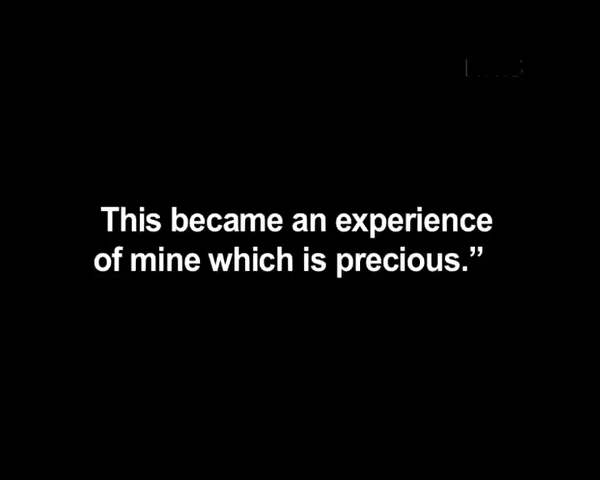 This became an experience
of mine which is precious.”